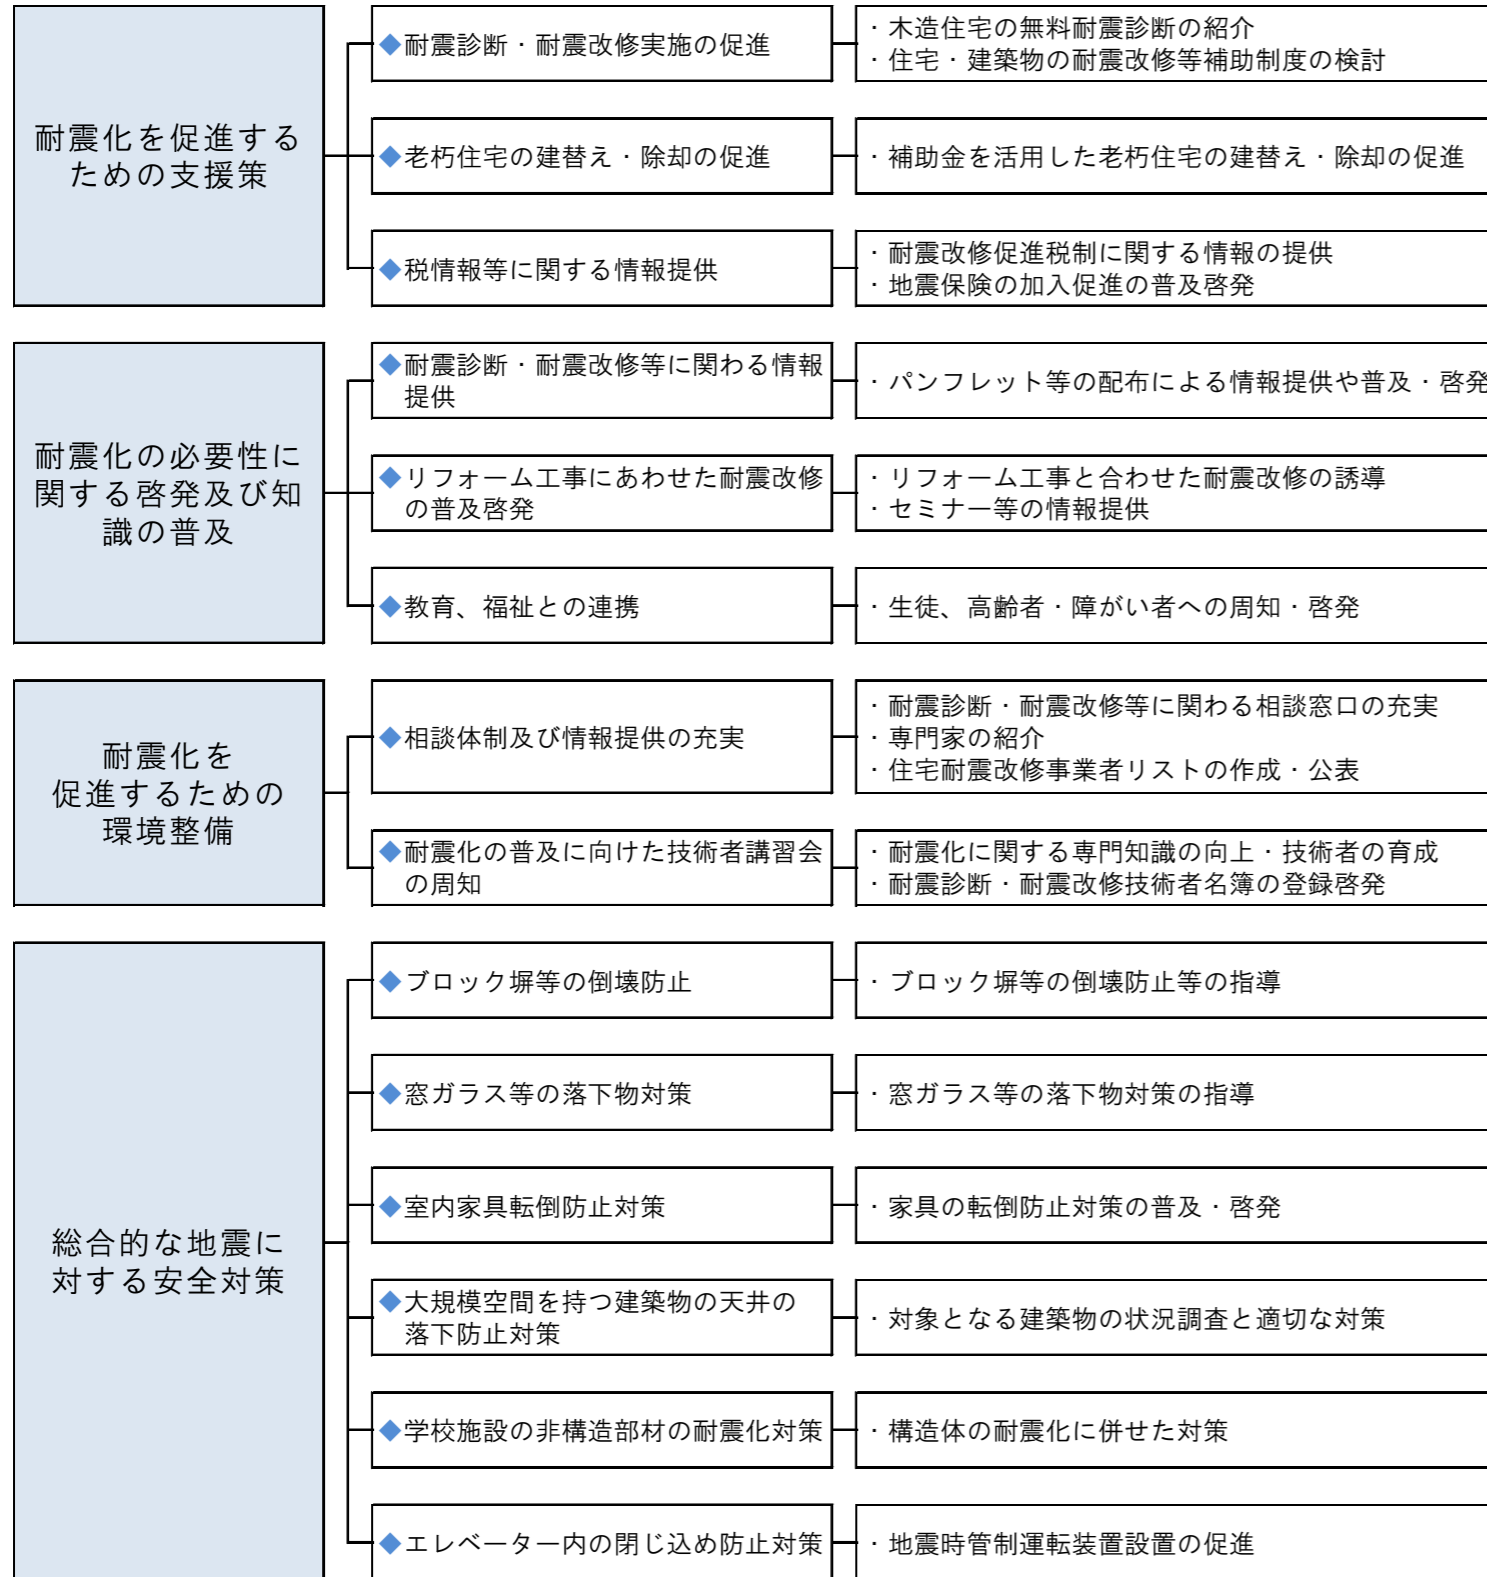 耐震化を促進する
ための支援策
◆耐震診断・耐震改修実施の促進
・木造住宅の無料耐震診断の紹介
・住宅・建築物の耐震改修等補助制度の検討
◆老朽住宅の建替え・除却の促進
・補助金を活用した老朽住宅の建替え・除却の促進
◆税情報等に関する情報提供
・耐震改修促進税制に関する情報の提供
・地震保険の加入促進の普及啓発
耐震化の必要性に
関する啓発及び知
識の普及
◆耐震診断・耐震改修等に関わる情報
提供
・パンフレット等の配布による情報提供や普及・啓発
◆リフォーム工事にあわせた耐震改修
の普及啓発
・リフォーム工事と合わせた耐震改修の誘導
・セミナー等の情報提供
◆教育、福祉との連携
・生徒、高齢者・障がい者への周知・啓発
耐震化を
促進するための
環境整備
◆相談体制及び情報提供の充実
・耐震診断・耐震改修等に関わる相談窓口の充実
・専門家の紹介
・住宅耐震改修事業者リストの作成・公表
◆耐震化の普及に向けた技術者講習会
の周知
・耐震化に関する専門知識の向上・技術者の育成
・耐震診断・耐震改修技術者名簿の登録啓発
総合的な地震に
対する安全対策
◆ブロック塀等の倒壊防止
・ブロック塀等の倒壊防止等の指導
◆窓ガラス等の落下物対策
・窓ガラス等の落下物対策の指導
◆室内家具転倒防止対策
・家具の転倒防止対策の普及・啓発
◆大規模空間を持つ建築物の天井の
落下防止対策
・対象となる建築物の状況調査と適切な対策
◆学校施設の非構造部材の耐震化対策
・構造体の耐震化に併せた対策
◆エレベーター内の閉じ込め防止対策
・地震時管制運転装置設置の促進